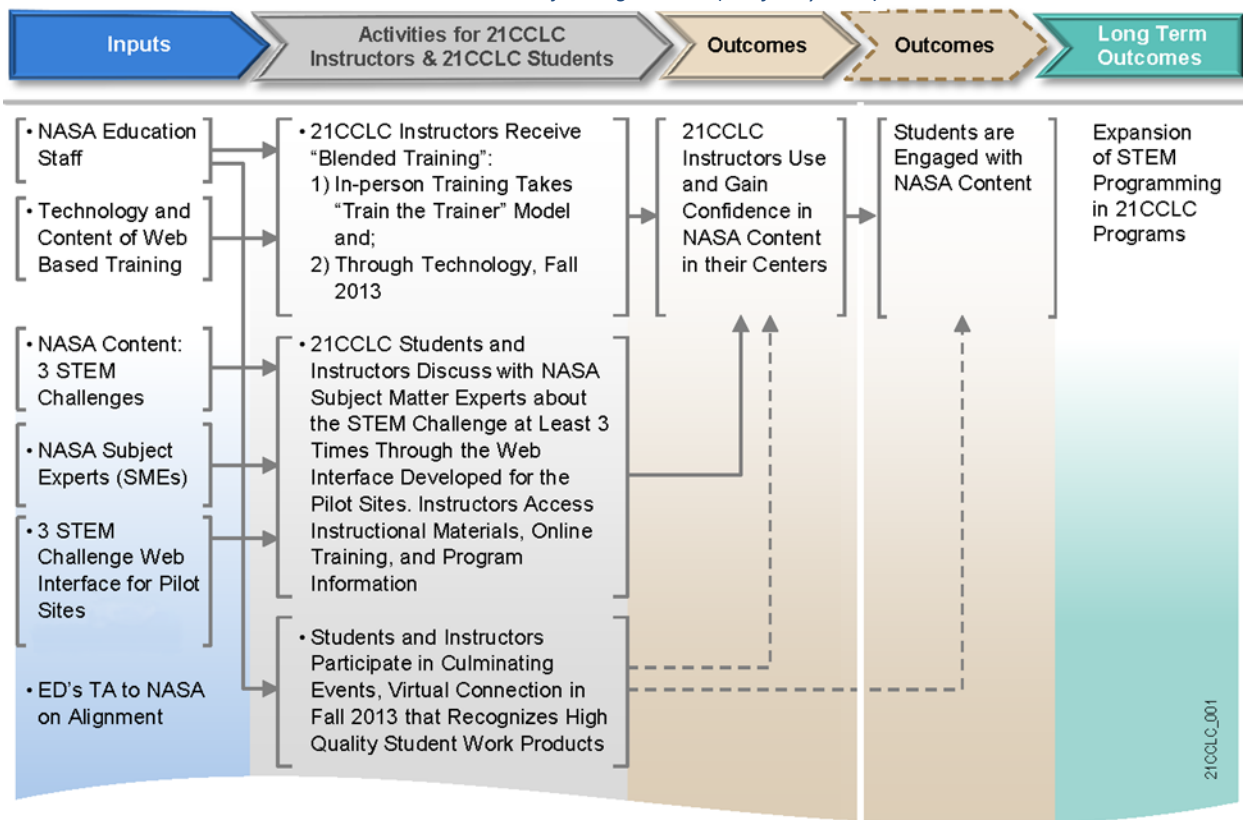 Inputs
Activities for 21CCLC
Instructors & 21CCLC Students
Outcomes
Outcomes
Long Term
Outcomes
• NASA Education
Staff
• Technology and
Content of Web
Based Training
• NASA Content:
3 STEM
Challenges
• NASA Subject
Experts (SMEs)
• 3 STEM
Challenge Web
Interface for Pilot
Sites
• ED's TA to NASA
on Alignment
• 21CCLC Instructors Receive
“Blended Training”:
1) In-person Training Takes
“Train the Trainer” Model
and;
2) Through Technology, Fall
2013
• 21CCLC Students and
Instructors Discuss with NASA
Subject Matter Experts about
the STEM Challenge at Least 3
Times Through the Web
Interface Developed for the
Pilot Sites. Instructors Access
Instructional Materials, Online
Training, and Program
Information
• Students and Instructors
Participate in Culminating
Events, Virtual Connection in
Fall 2013 that Recognizes High
Quality Student Work Products
21CCLC
Instructors Use
and Gain
Confidence in
NASA Content
in their Centers
Students are
Engaged with
NASA Content
Expansion
of STEM
Programming
in 21CCLC
Programs
21CCLC_001